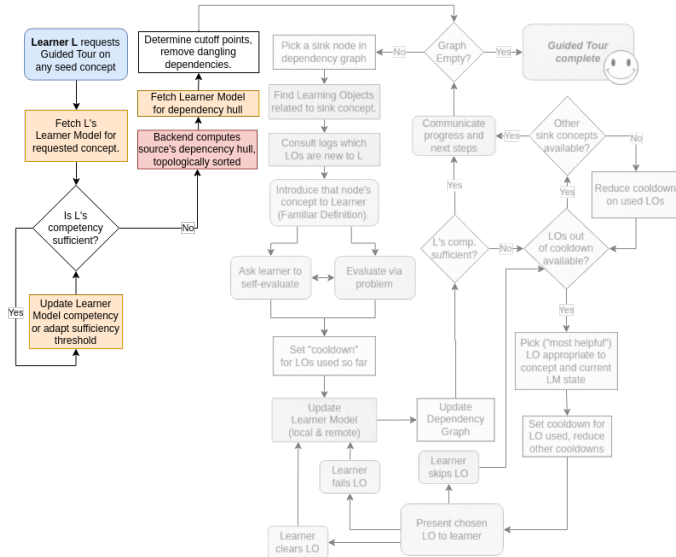 Learner L requests
Guided Tour on
any seed concept
Fetch L's
Learner Model for
requested concept.
Is L's
competency
sufficient?
Yes
No
Update Learner
Model competency
or adapt sufficiency
threshold
Determine cutoff points,
remove dangling
dependencies.
Fetch Learner Model
for dependency hull
Backend computes
source's depencency hull,
topologically sorted
Pick a sink node in
dependency graph
No
Graph
Empty?
Yes
Guided Tour
complete
Find Learning Objects
related to sink concept.
Consult logs which
LOs are new to L
Introduce that node's
concept to Learner
(Familiar Definition).
Ask learner to
self-evaluate
Evaluate via
problem
Set "cooldown"
for LOs used so far
Update
Learner Model
(local & remote)
Update
Dependency
Graph
Communicate
progress and
next steps
Yes
Other
sink concepts
available?
No
Yes
L's comp.
sufficient?
No
Yes
LOs out
of cooldown
available?
Reduce cooldown
on used LOs
Yes
Pick ("most helpful")
LO appropriate to
concept and current
LM state
Set cooldown for
LO used, reduce
other cooldowns
Learner
skips LO
Learner
fails LO
Present chosen
LO to learner
Learner
clears LO